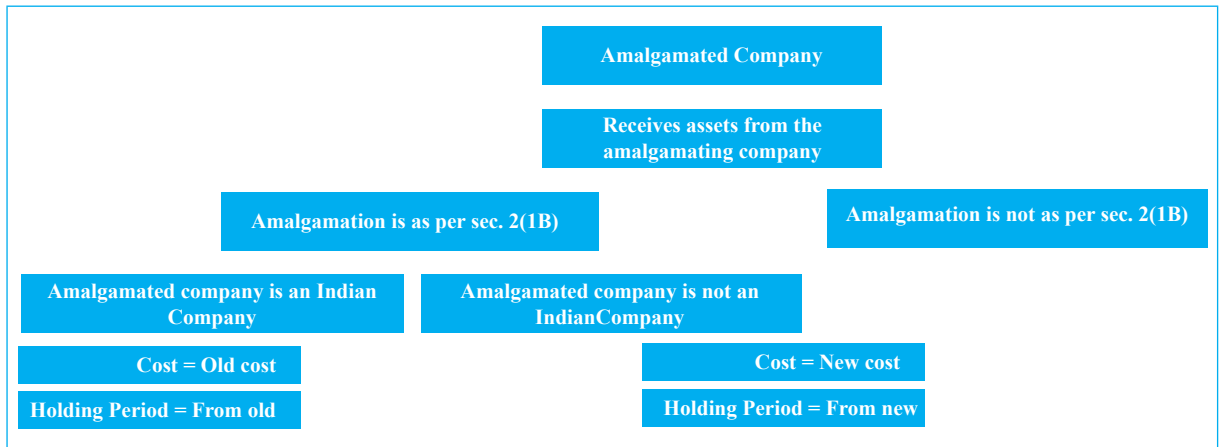 Amalgamated Company
Receives assets from the
amalgamating company
Amalgamation is as per sec. 2(1B)
Amalgamation is not as per sec. 2(1B)
Amalgamated company is an Indian
Company
Amalgamated company is not an
IndianCompany
Cost = Old cost
Cost = New cost
Holding Period = From old
Holding Period = From new